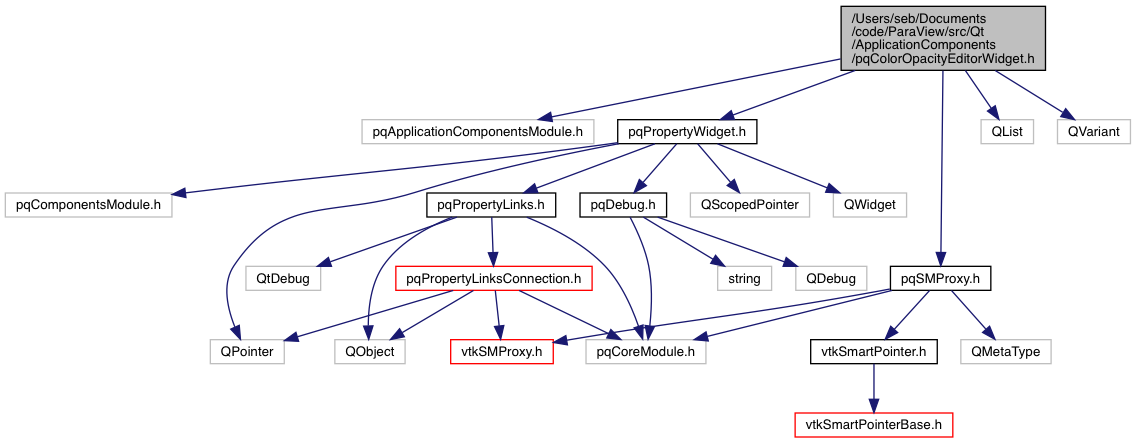 /Users/seb/Documents
/code/ParaView/src/Qt
/ApplicationComponents
/pqColorOpacityEditorWidget.h
pqApplicationComponentsModule.h
pqPropertyWidget.h
QList
QVariant
pqComponentsModule.h
pqPropertyLinks.h
pqDebug.h
QScopedPointer
QWidget
QtDebug
pqPropertyLinksConnection.h
string
QDebug
pqSMProxy.h
QPointer
QObject
vtkSMProxy.h
pqCoreModule.h
vtkSmartPointer.h
QMetaType
vtkSmartPointerBase.h